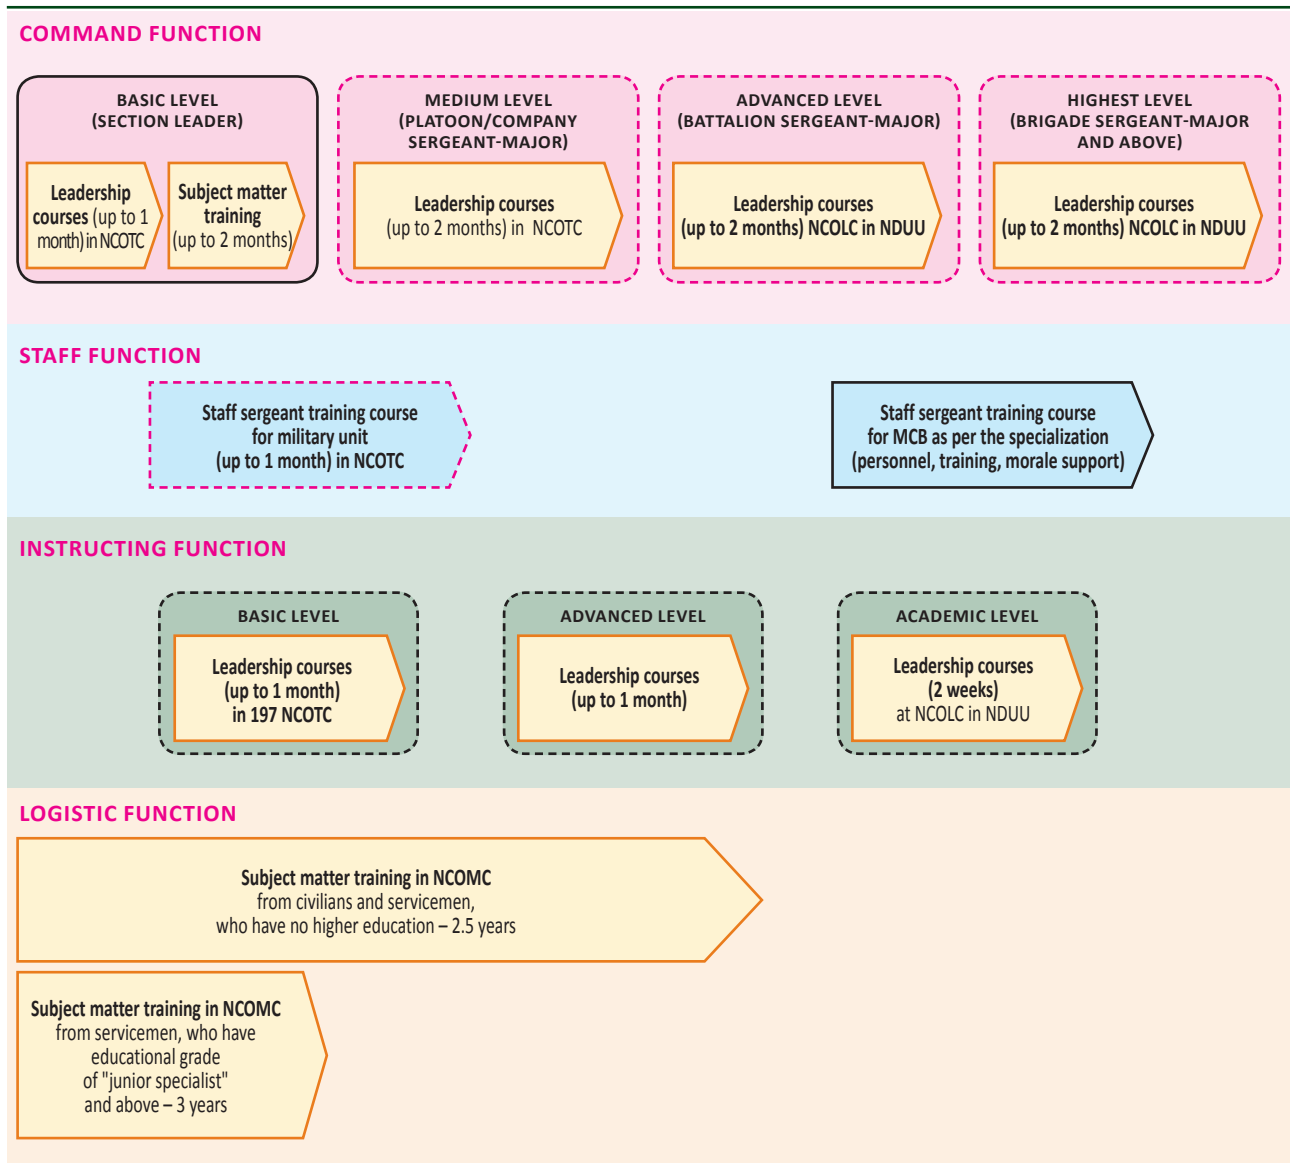 COMMAND FUNCTION
BASIC LEVEL
(SECTION LEADER)
Leadership
courses (up to 1
month) in NCOTC
Subject matter
training
(up to 2 months)
MEDIUM LEVEL
(PLATOON/COMPANY
SERGEANT-MAJOR)
Leadership courses
(up to 2 months) in NCOTC
ADVANCED LEVEL
(BATTALION SERGEANT-MAJOR)
Leadership courses
(up to 2 months) NCOLC in NDUU
HIGHEST LEVEL
(BRIGADE SERGEANT-MAJOR
AND ABOVE)
Leadership courses
(up to 2 months) NCOLC in NDUU
STAFF FUNCTION
Staff sergeant training course
for military unit
(up to 1 month) in NCOTC
Staff sergeant training course
for MCB as per the specialization
(personnel, training, morale support)
INSTRUCTING FUNCTION
BASIC LEVEL
Leadership courses
(up to 1 month)
in 197 NCOTC
ADVANCED LEVEL
Leadership courses
(up to 1 month)
ACADEMIC LEVEL
Leadership courses
(2 weeks)
at NCOLC in NDUU
LOGISTIC FUNCTION
Subject matter training in NCOMC
from civilians and servicemen,
who have no higher education – 2.5 years
Subject matter training in NCOMC
from servicemen, who have
educational grade
of "junior specialist"
and above – 3 years